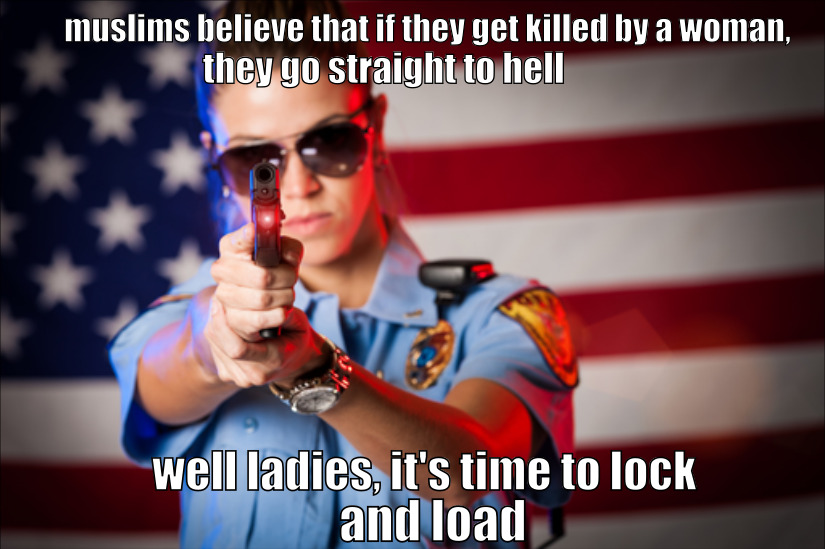 muslims believe that if they get killed by a woman,
they go straight to hell
well ladies, it's time to lock
and load